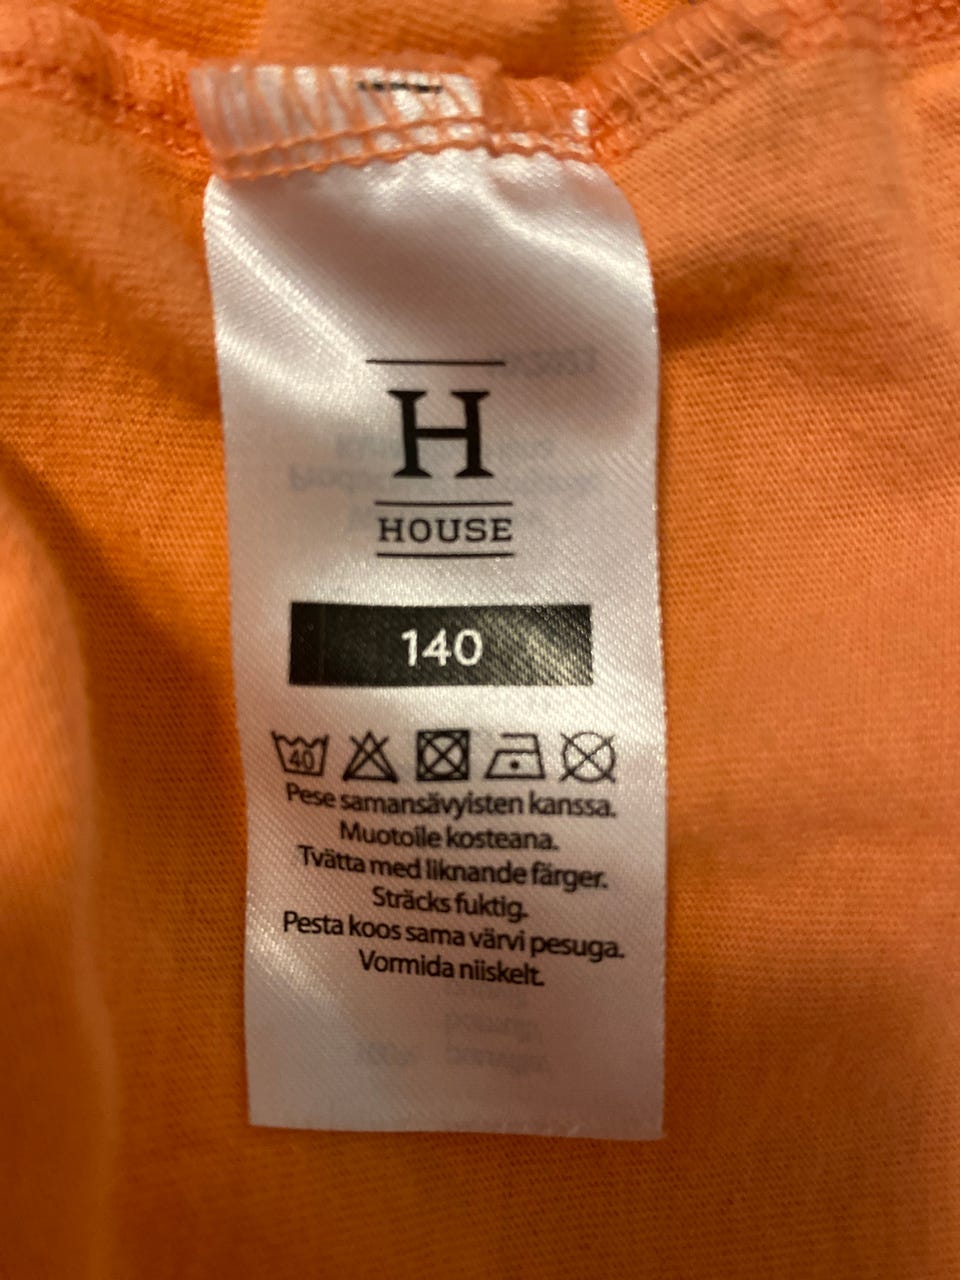 H
HOUSE
140
40
Pese samansävyisten kanssa.
Muotoile kosteana.
Tvätta med liknande färger.
Sträcks fuktig.
Pesta koos sama värvi pesuga.
Vormida niiskelt.